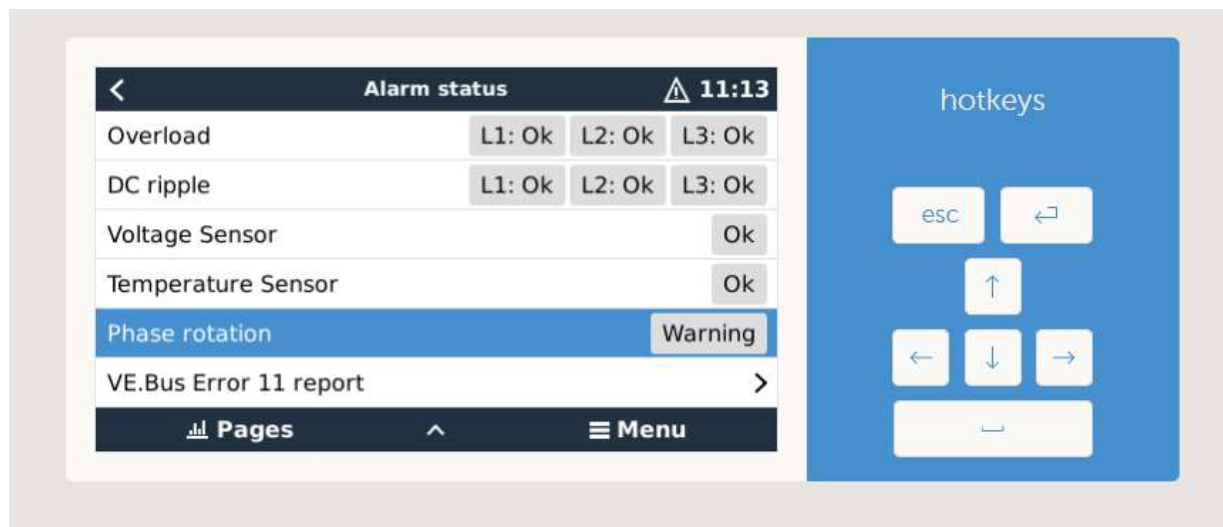 Alarm status 11:13
Overload L1: Ok L2: Ok L3: Ok
DC ripple L1: Ok L2: Ok L3: Ok
Voltage Sensor Ok
Temperature Sensor Ok
Phase rotation Warning
VE.Bus Error 11 report
Pages Menu
hotkeys
esc